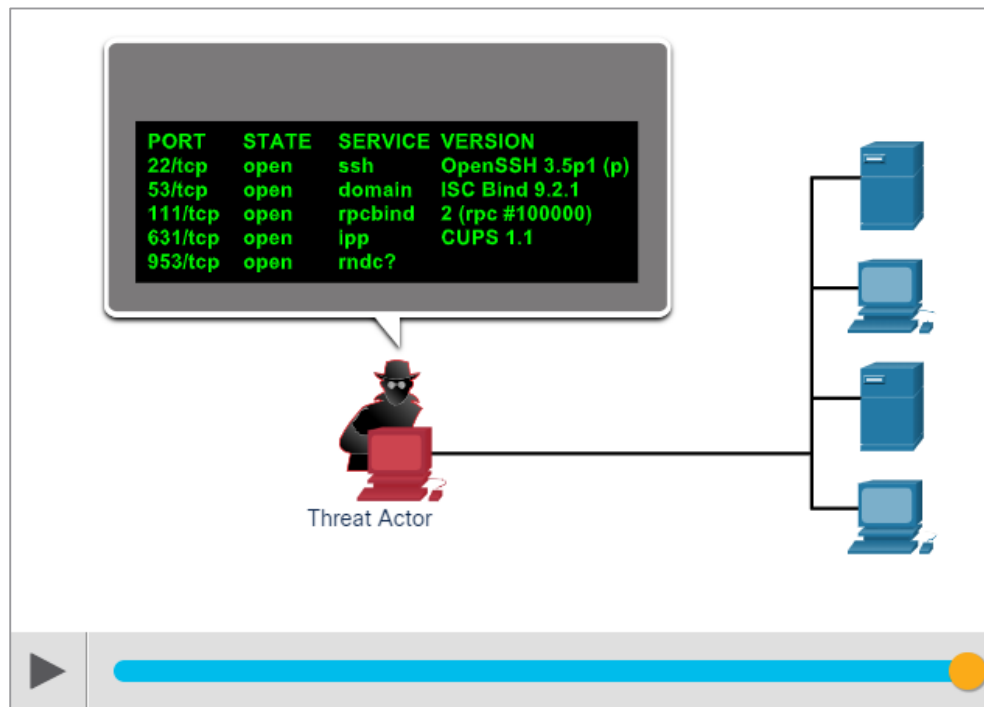 PORT STATE SERVICE VERSION
22/tcp open ssh OpenSSH 3.5p1 (p)
53/tcp open domain ISC Bind 9.2.1
111/tcp open rpcbind 2 (rpc #100000)
631/tcp open ipp CUPS 1.1
953/tcp open rndc?
Threat Actor